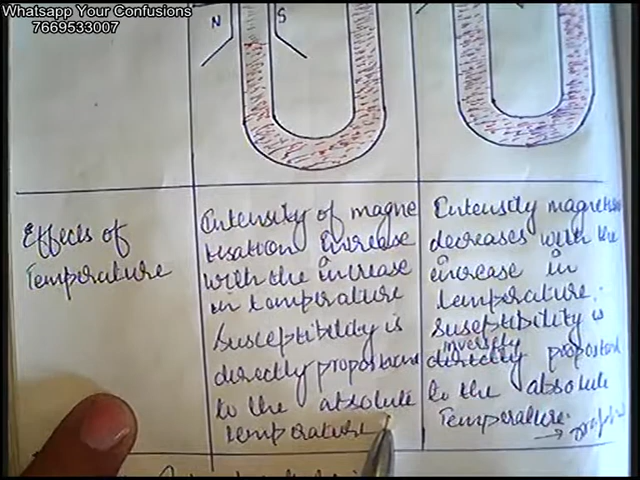 Whatsapp Your Confusions
7669533007
N
S
Effects of
Temperature
Intensity of magne
tisation increase
with the increase
in temperature
Susceptibility is
directly proportional
to the absolute
temperature
Intensity magnetis
decreases with the
increase in
temperature.
Suseptibility is
inversly
directly proportional
to the absolute
Temperature.